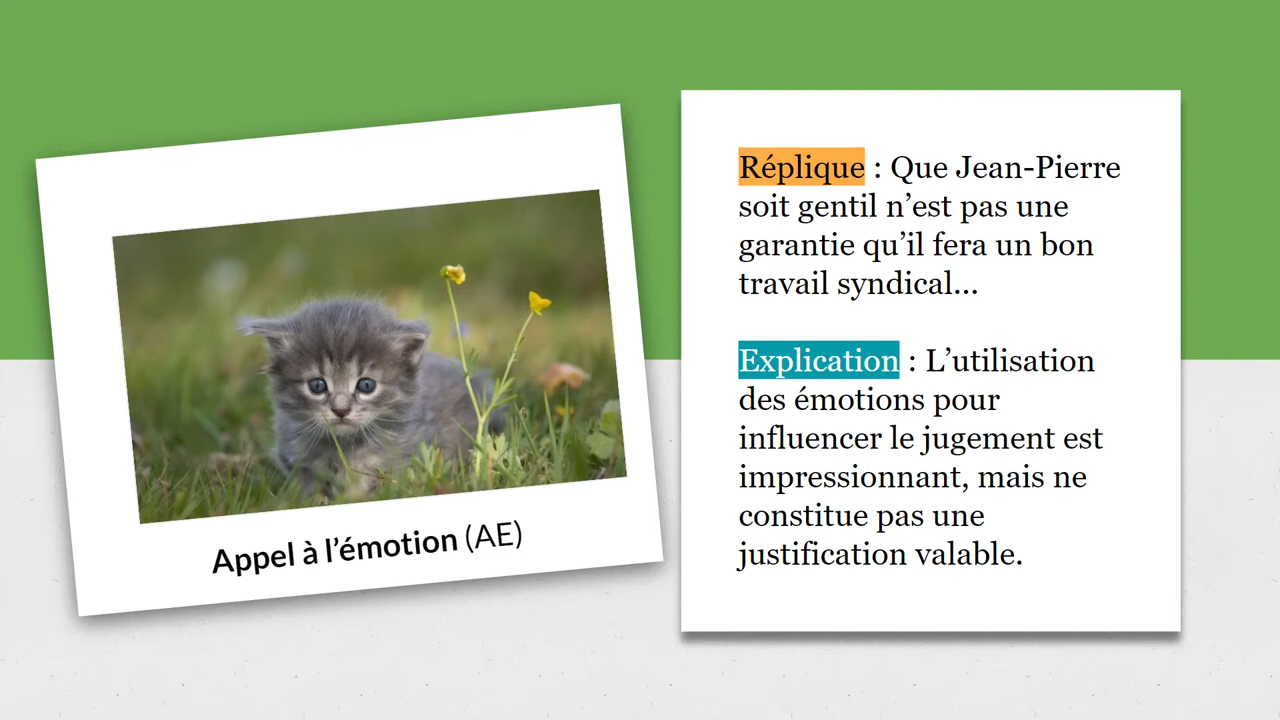 Appel à l’émotion (AE)
Réplique : Que Jean-Pierre
soit gentil n’est pas une
garantie qu’il fera un bon
travail syndical...
Explication : L’utilisation
des émotions pour
influencer le jugement est
impressionnant, mais ne
constitue pas une
justification valable.